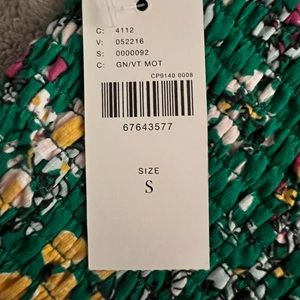 C: 4112
V: 052216
S: 0000092
C: GN/VT MOT
CP9140 0008
67643577
SIZE
S